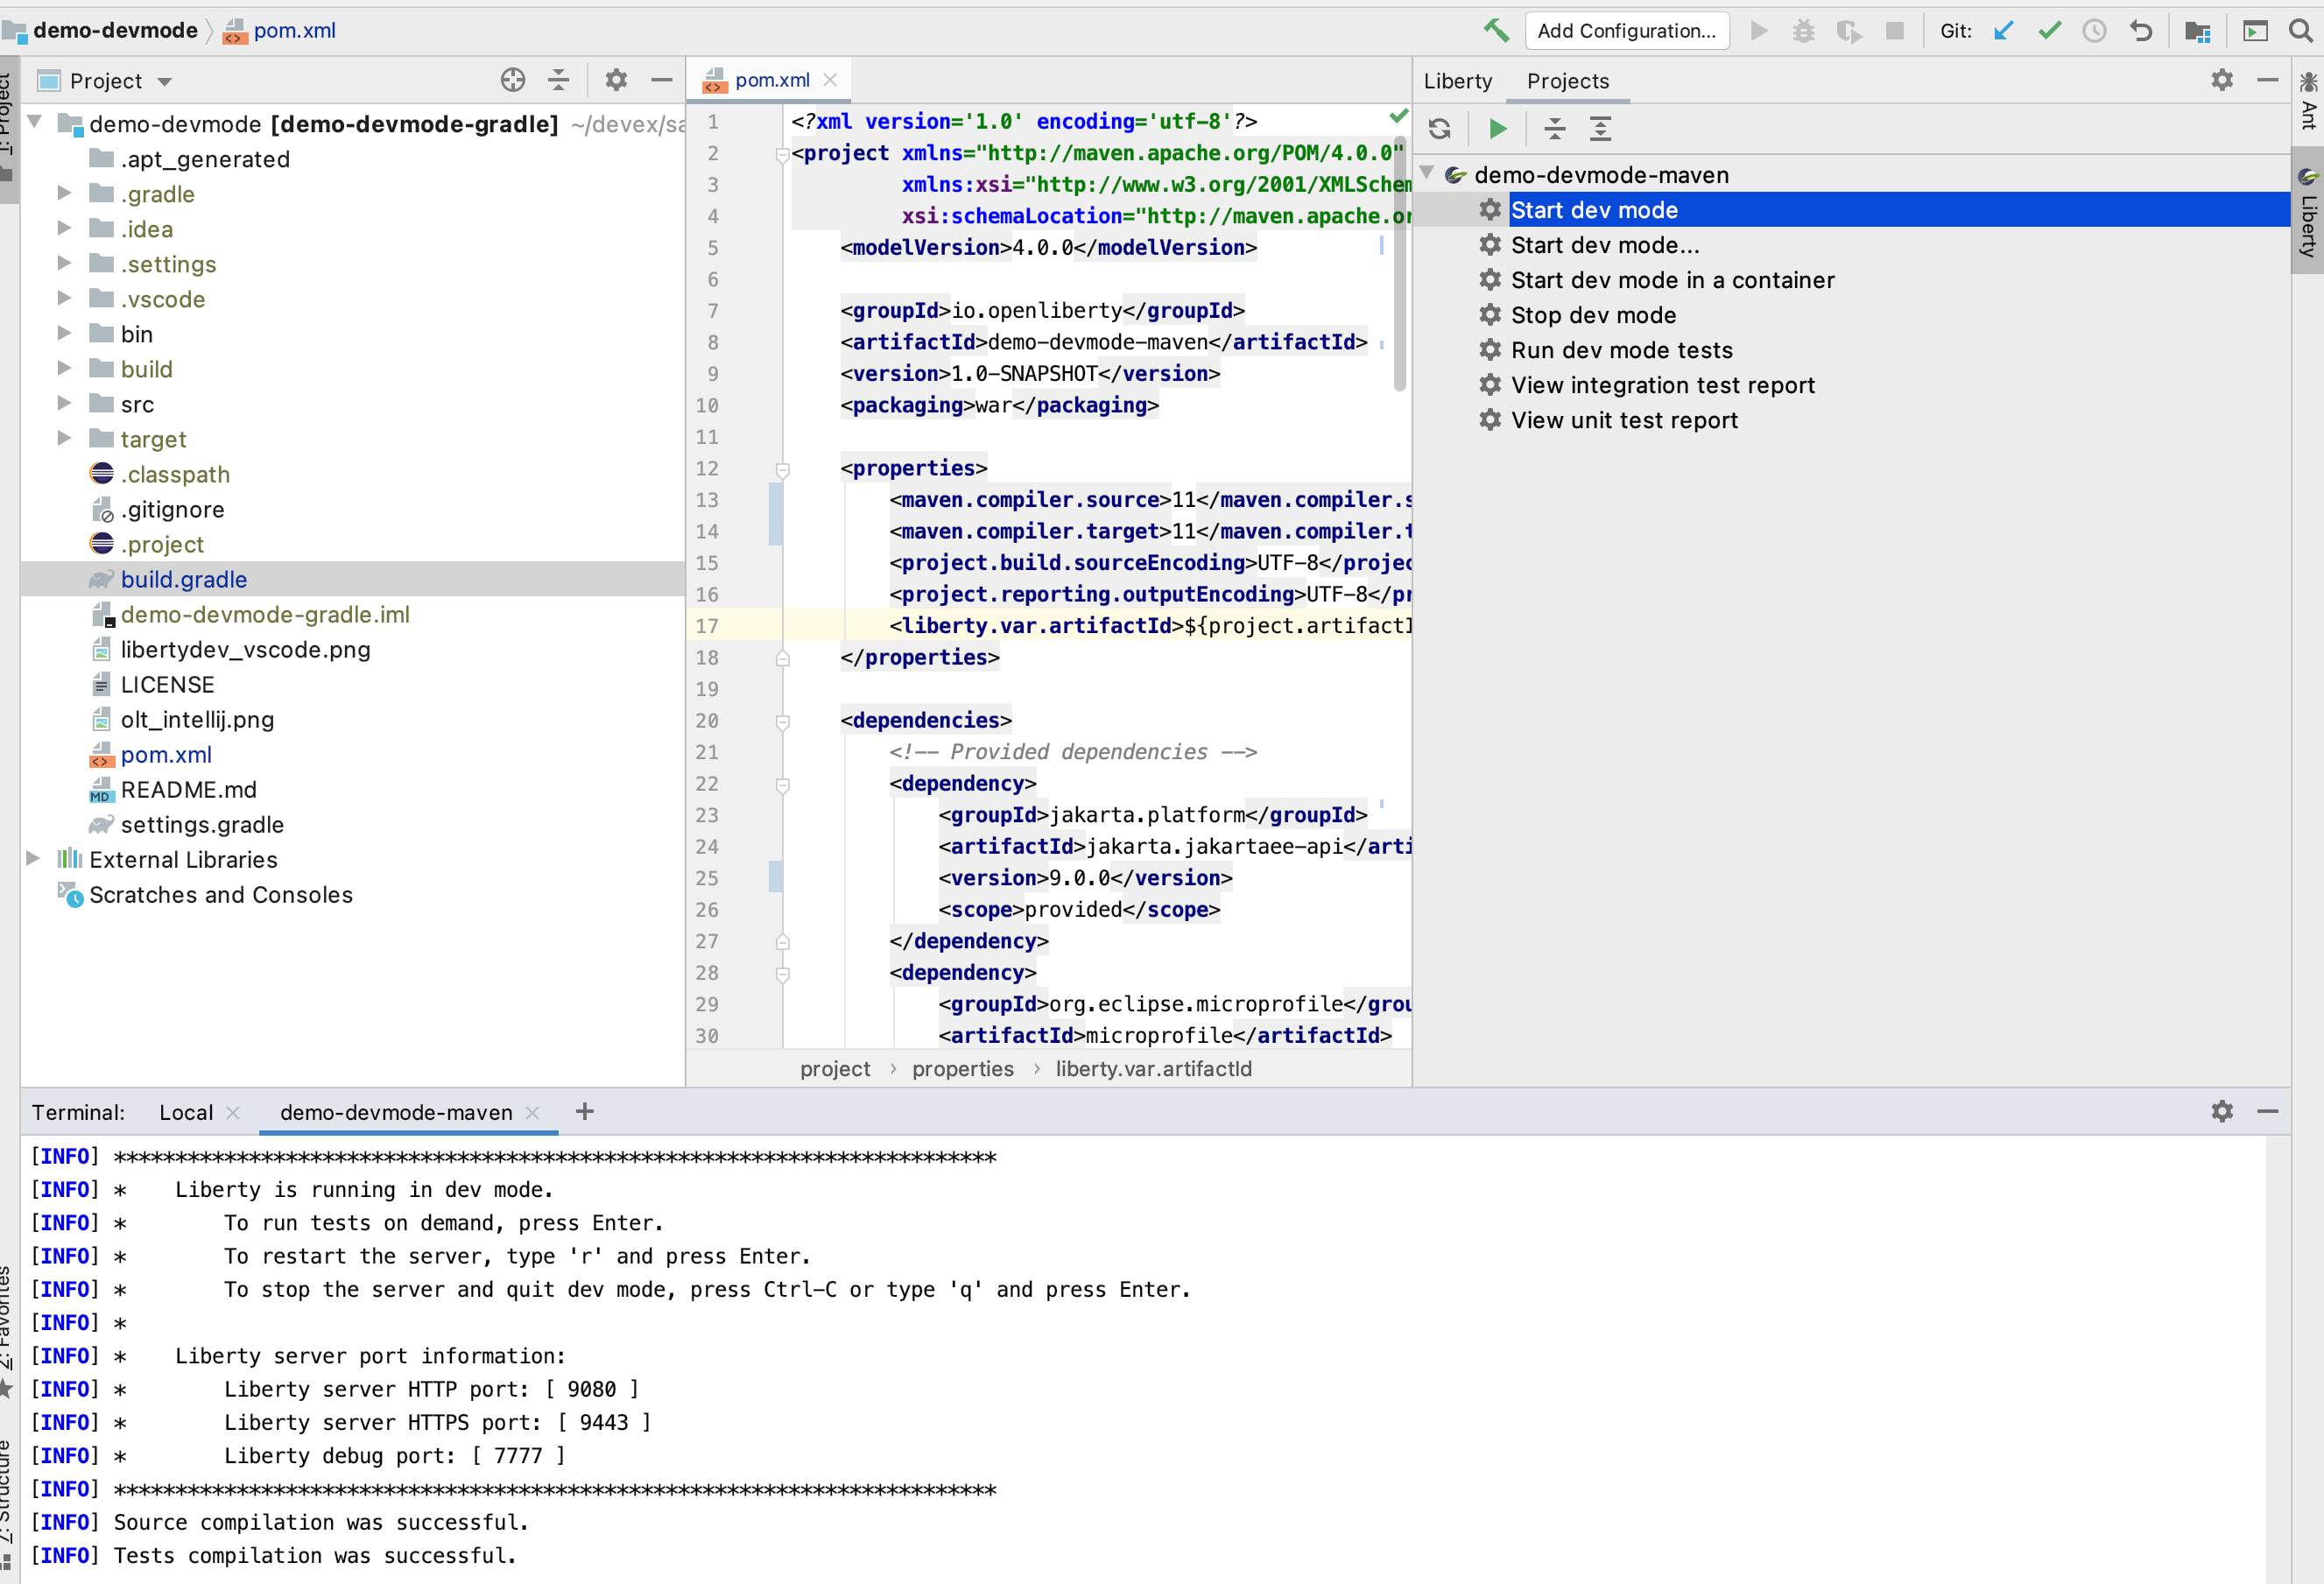 demo-devmode
pom.xml
Add Configuration...
Git:
1: Project
Project
demo-devmode [demo-devmode-gradle] ~/devex/sa
.apt_generated
.gradle
.idea
.settings
.vscode
bin
build
src
target
.classpath
.gitignore
.project
build.gradle
demo-devmode-gradle.iml
libertydev_vscode.png
LICENSE
olt_intellij.png
pom.xml
README.md
settings.gradle
External Libraries
Scratches and Consoles
pom.xml
1 <?xml version='1.0' encoding='utf-8'?>
2 <project xmlns="http://maven.apache.org/POM/4.0.0"
3 xmlns:xsi="http://www.w3.org/2001/XMLSchem
4 xsi:schemaLocation="http://maven.apache.or
5 <modelVersion>4.0.0</modelVersion>
6
7 <groupId>io.openliberty</groupId>
8 <artifactId>demo-devmode-maven</artifactId>
9 <version>1.0-SNAPSHOT</version>
10 <packaging>war</packaging>
11
12 <properties>
13 <maven.compiler.source>11</maven.compiler.s
14 <maven.compiler.target>11</maven.compiler.t
15 <project.build.sourceEncoding>UTF-8</projec
16 <project.reporting.outputEncoding>UTF-8</pr
17 <liberty.var.artifactId>${project.artifactI
18 </properties>
19
20 <dependencies>
21 <!-- Provided dependencies -->
22 <dependency>
23 <groupId>jakarta.platform</groupId>
24 <artifactId>jakarta.jakartaee-api</arti
25 <version>9.0.0</version>
26 <scope>provided</scope>
27 </dependency>
28 <dependency>
29 <groupId>org.eclipse.microprofile</grou
30 <artifactId>microprofile</artifactId>
project › properties › liberty.var.artifactId
Liberty Projects
demo-devmode-maven
Start dev mode
Start dev mode...
Start dev mode in a container
Stop dev mode
Run dev mode tests
View integration test report
View unit test report
Ant
Liberty
Terminal: Local demo-devmode-maven
[INFO] ************************************************************************
[INFO] *    Liberty is running in dev mode.
[INFO] *        To run tests on demand, press Enter.
[INFO] *        To restart the server, type 'r' and press Enter.
[INFO] *        To stop the server and quit dev mode, press Ctrl-C or type 'q' and press Enter.
[INFO] *
[INFO] *    Liberty server port information:
[INFO] *        Liberty server HTTP port: [ 9080 ]
[INFO] *        Liberty server HTTPS port: [ 9443 ]
[INFO] *        Liberty debug port: [ 7777 ]
[INFO] ************************************************************************
[INFO] Source compilation was successful.
[INFO] Tests compilation was successful.
2: Favorites
7: Structure